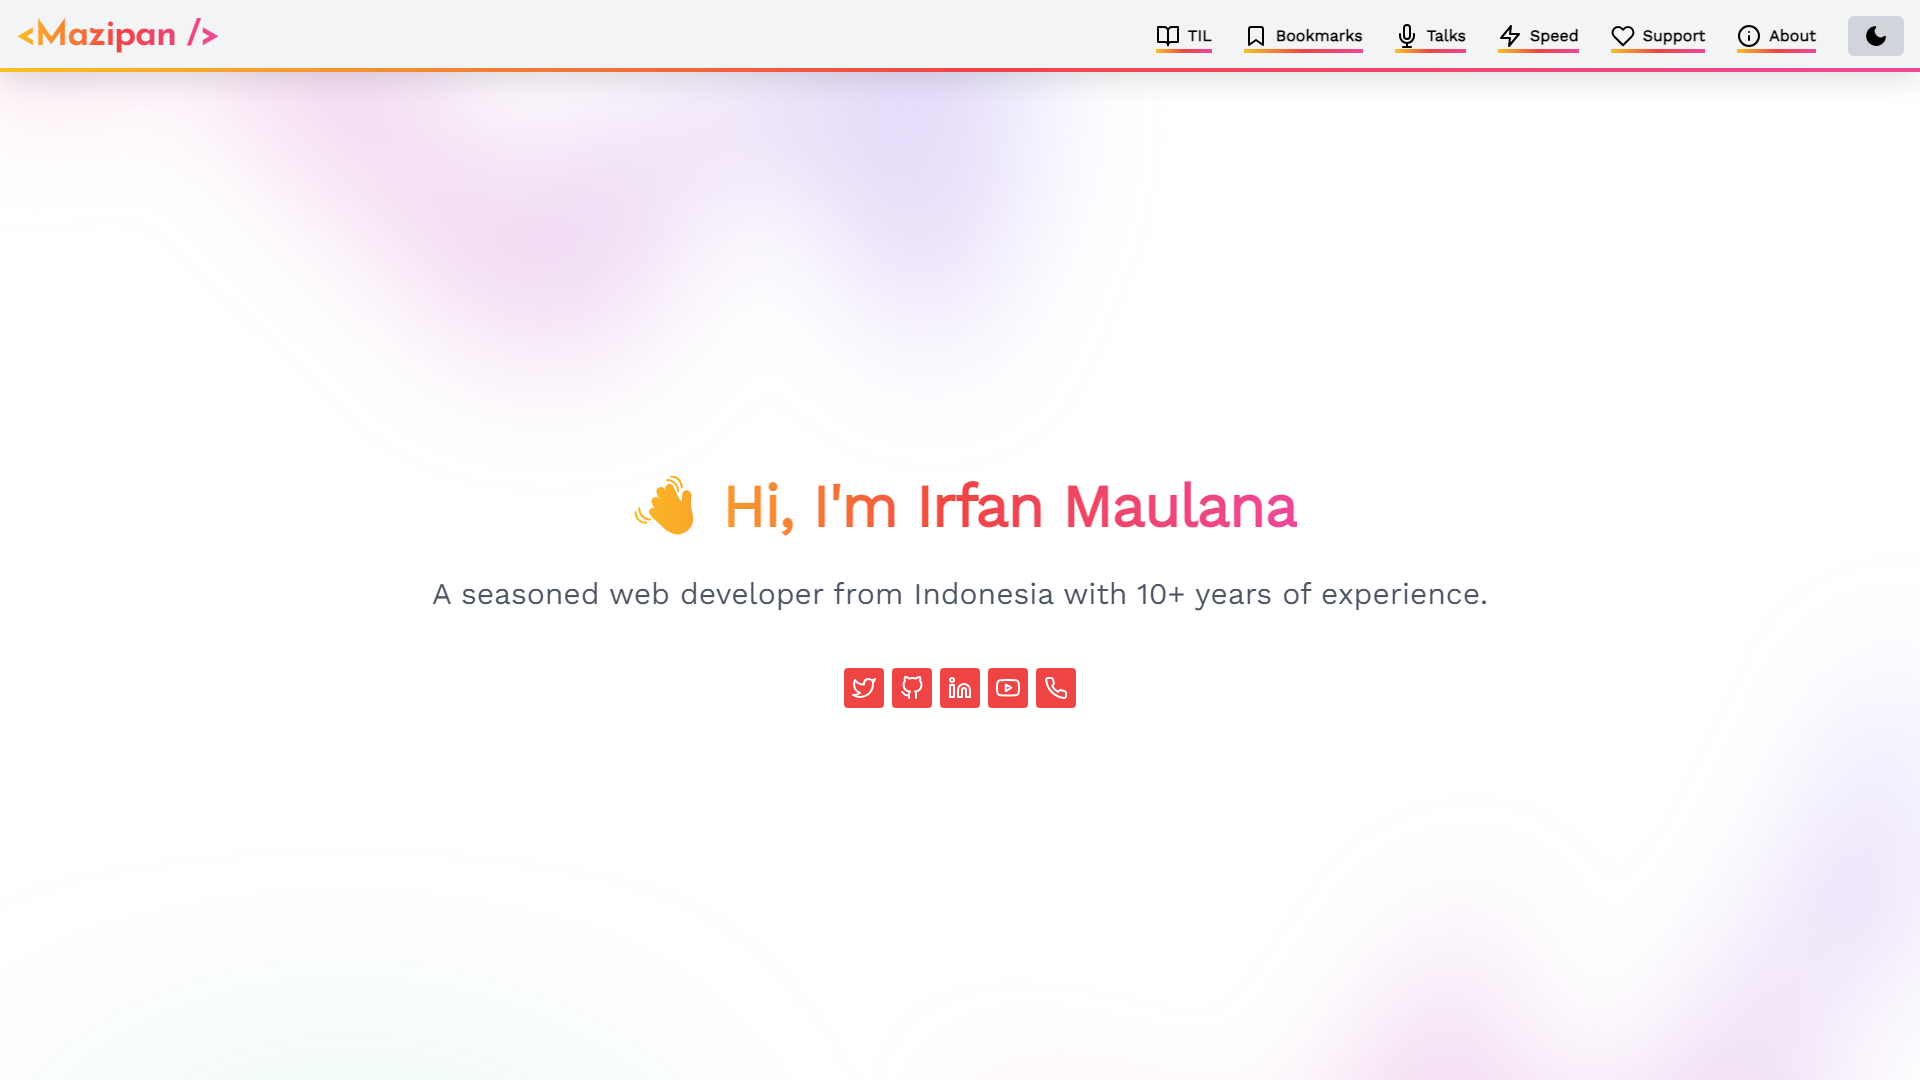 <Mazipan />
TIL
Bookmarks
Talks
Speed
Support
About
Hi, I'm Irfan Maulana
A seasoned web developer from Indonesia with 10+ years of experience.